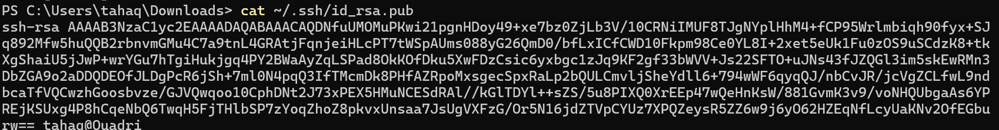 PS C:\Users\tahaq\Downloads> cat ~/.ssh/id_rsa.pub
ssh-rsa AAAAB3NzaC1yc2EAAAADAQABAAACAQDNfuUMOMuPKwi21pgnHDoy49+xe7bz0ZjLb3V/10CRNiIMUF8TJgNYplHhM4+fCP95Wrlmbiqh90fyx+SJ
q892Mfw5huQQB2rbnvmGMu4C7a9tnL4GRAtjFqnjeiHLcPT7tWSpAUms088yG26QmD0/bfLxICfCWD10Fkpm98Ce0YL8I+2xet5eUk1Fu0zOS9uSCdzK8+tk
XgShaiU5jJwP+wrYGu7hTgiHukjgq4PY2BWaAyZqLSPad8OkKOfDku5XwFDzCsic6yxbgc1zJq9KF2gf33bWVV+Js22SFTO+uJNs43fJZQGl3im5skEwRMn3
DbZGA9o2aDDQDEOfJLDgPcR6jSh+7ml0N4pqQ3IfTMcmDk8PHfAZRpoMxsgecSpxRaLp2bQULCmvljSheYdll6+794wWF6qyqQJ/nbCvJR/jcVgZCLfwL9nd
bcaTfVQCwzhGoosbvze/GJVQwqoo10CphDNt2J73xPEX5HMuNCESdRAl//kGlTDYl++sZS/5u8PIXQ0XrEEp47wQeHnKsW/881GvmK3v9/voNHQUbgaAs6YP
REjKSUxg4P8hCqeNbQ6TwqH5FjTHlbSP7zYoqZhoZ8pkvxUnsaa7JsUgVXFzG/Or5N16jdZTVpCYUz7XPQZeysR5ZZ6w9j6yO62HZEqNfLcyUaKNv2OfEGbu
rw== tahaq@Quadri